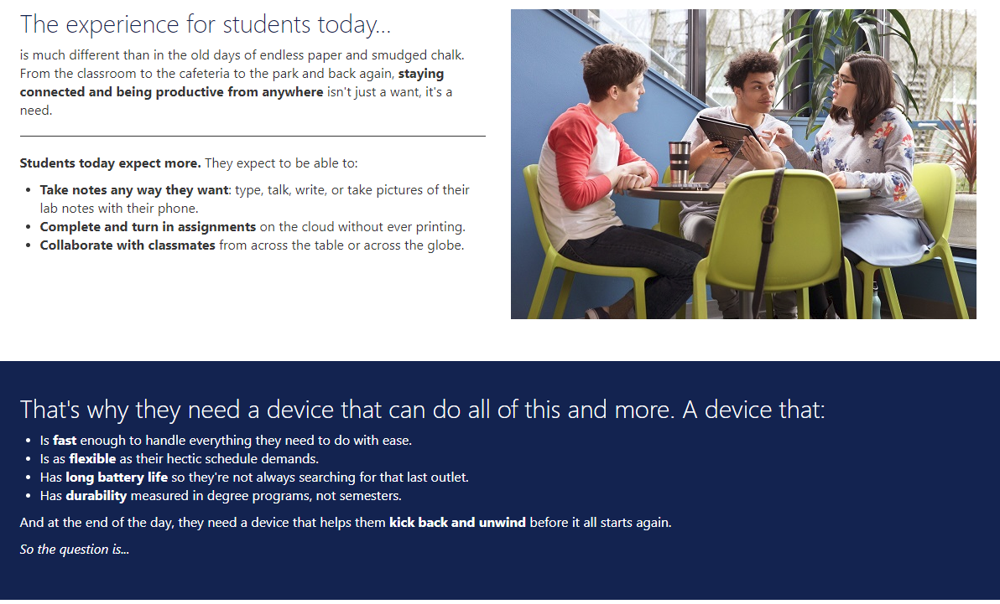 The experience for students today...
is much different than in the old days of endless paper and smudged chalk.
From the classroom to the cafeteria to the park and back again, staying
connected and being productive from anywhere isn't just a want, it's a
need.
Students today expect more. They expect to be able to:
• Take notes any way they want: type, talk, write, or take pictures of their
lab notes with their phone.
• Complete and turn in assignments on the cloud without ever printing.
• Collaborate with classmates from across the table or across the globe.
That's why they need a device that can do all of this and more. A device that:
• Is fast enough to handle everything they need to do with ease.
• Is as flexible as their hectic schedule demands.
• Has long battery life so they're not always searching for that last outlet.
• Has durability measured in degree programs, not semesters.
And at the end of the day, they need a device that helps them kick back and unwind before it all starts again.
So the question is...